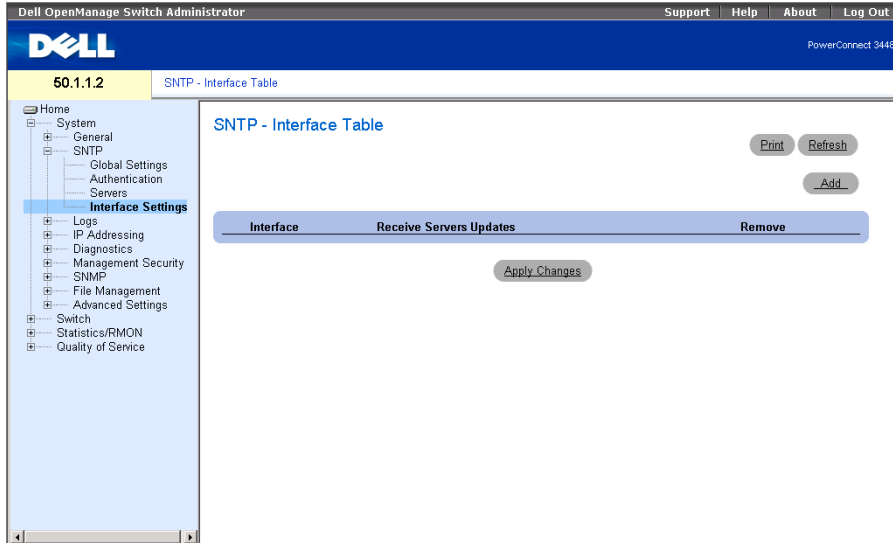 Dell OpenManage Switch Administrator Support Help About Log Out
DELL
PowerConnect 3448
50.1.1.2 SNTP - Interface Table
Home
System
General
SNTP
Global Settings
Authentication
Servers
Interface Settings
Logs
IP Addressing
Diagnostics
Management Security
SNMP
File Management
Advanced Settings
Switch
Statistics/RMON
Quality of Service
SNTP - Interface Table
Print Refresh
Add
Interface Receive Servers Updates Remove
Apply Changes